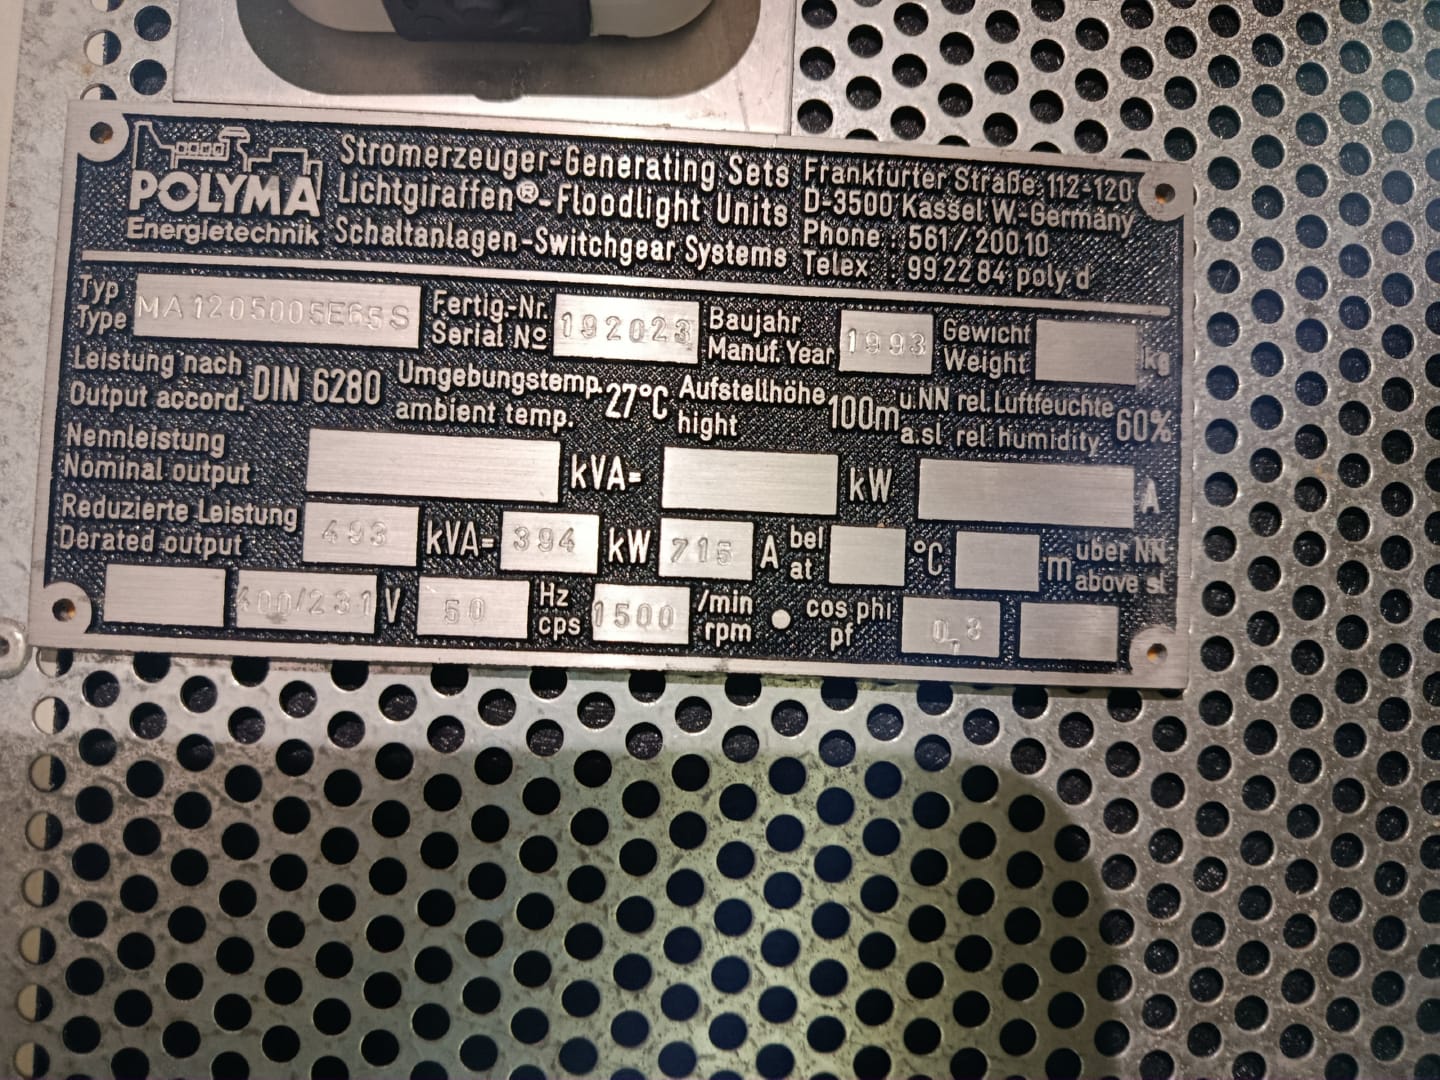 POLYMA
Energietechnik
Stromerzeuger-Generating Sets
Lichtgiraffen®-Floodlight Units
Schaltanlagen-Switchgear Systems
Frankfurter Straße 112-120
D-3500 Kassel W.-Germany
Phone : 561/200.10
Telex : 99 22 84 poly d
Typ
Type
MA1205005E65S
Fertig.-Nr.
Serial №
192023
Baujahr
Manuf. Year
1993
Gewicht
Weight
kg
Leistung nach
Output accord.
DIN 6280
Umgebungstemp.
ambient temp.
27°C
Aufstellhöhe
hight
100m
ü.NN rel. Luftfeuchte
a.sl rel. humidity
60%
Nennleistung
Nominal output
kVA=
kW
A
Reduzierte Leistung
Derated output
493 kVA= 394 kW 715 A
bei
at
°C
m
über NN
above sl
400/231 V
50
Hz
cps
1500
/min
rpm
cos phi
pf
0,8